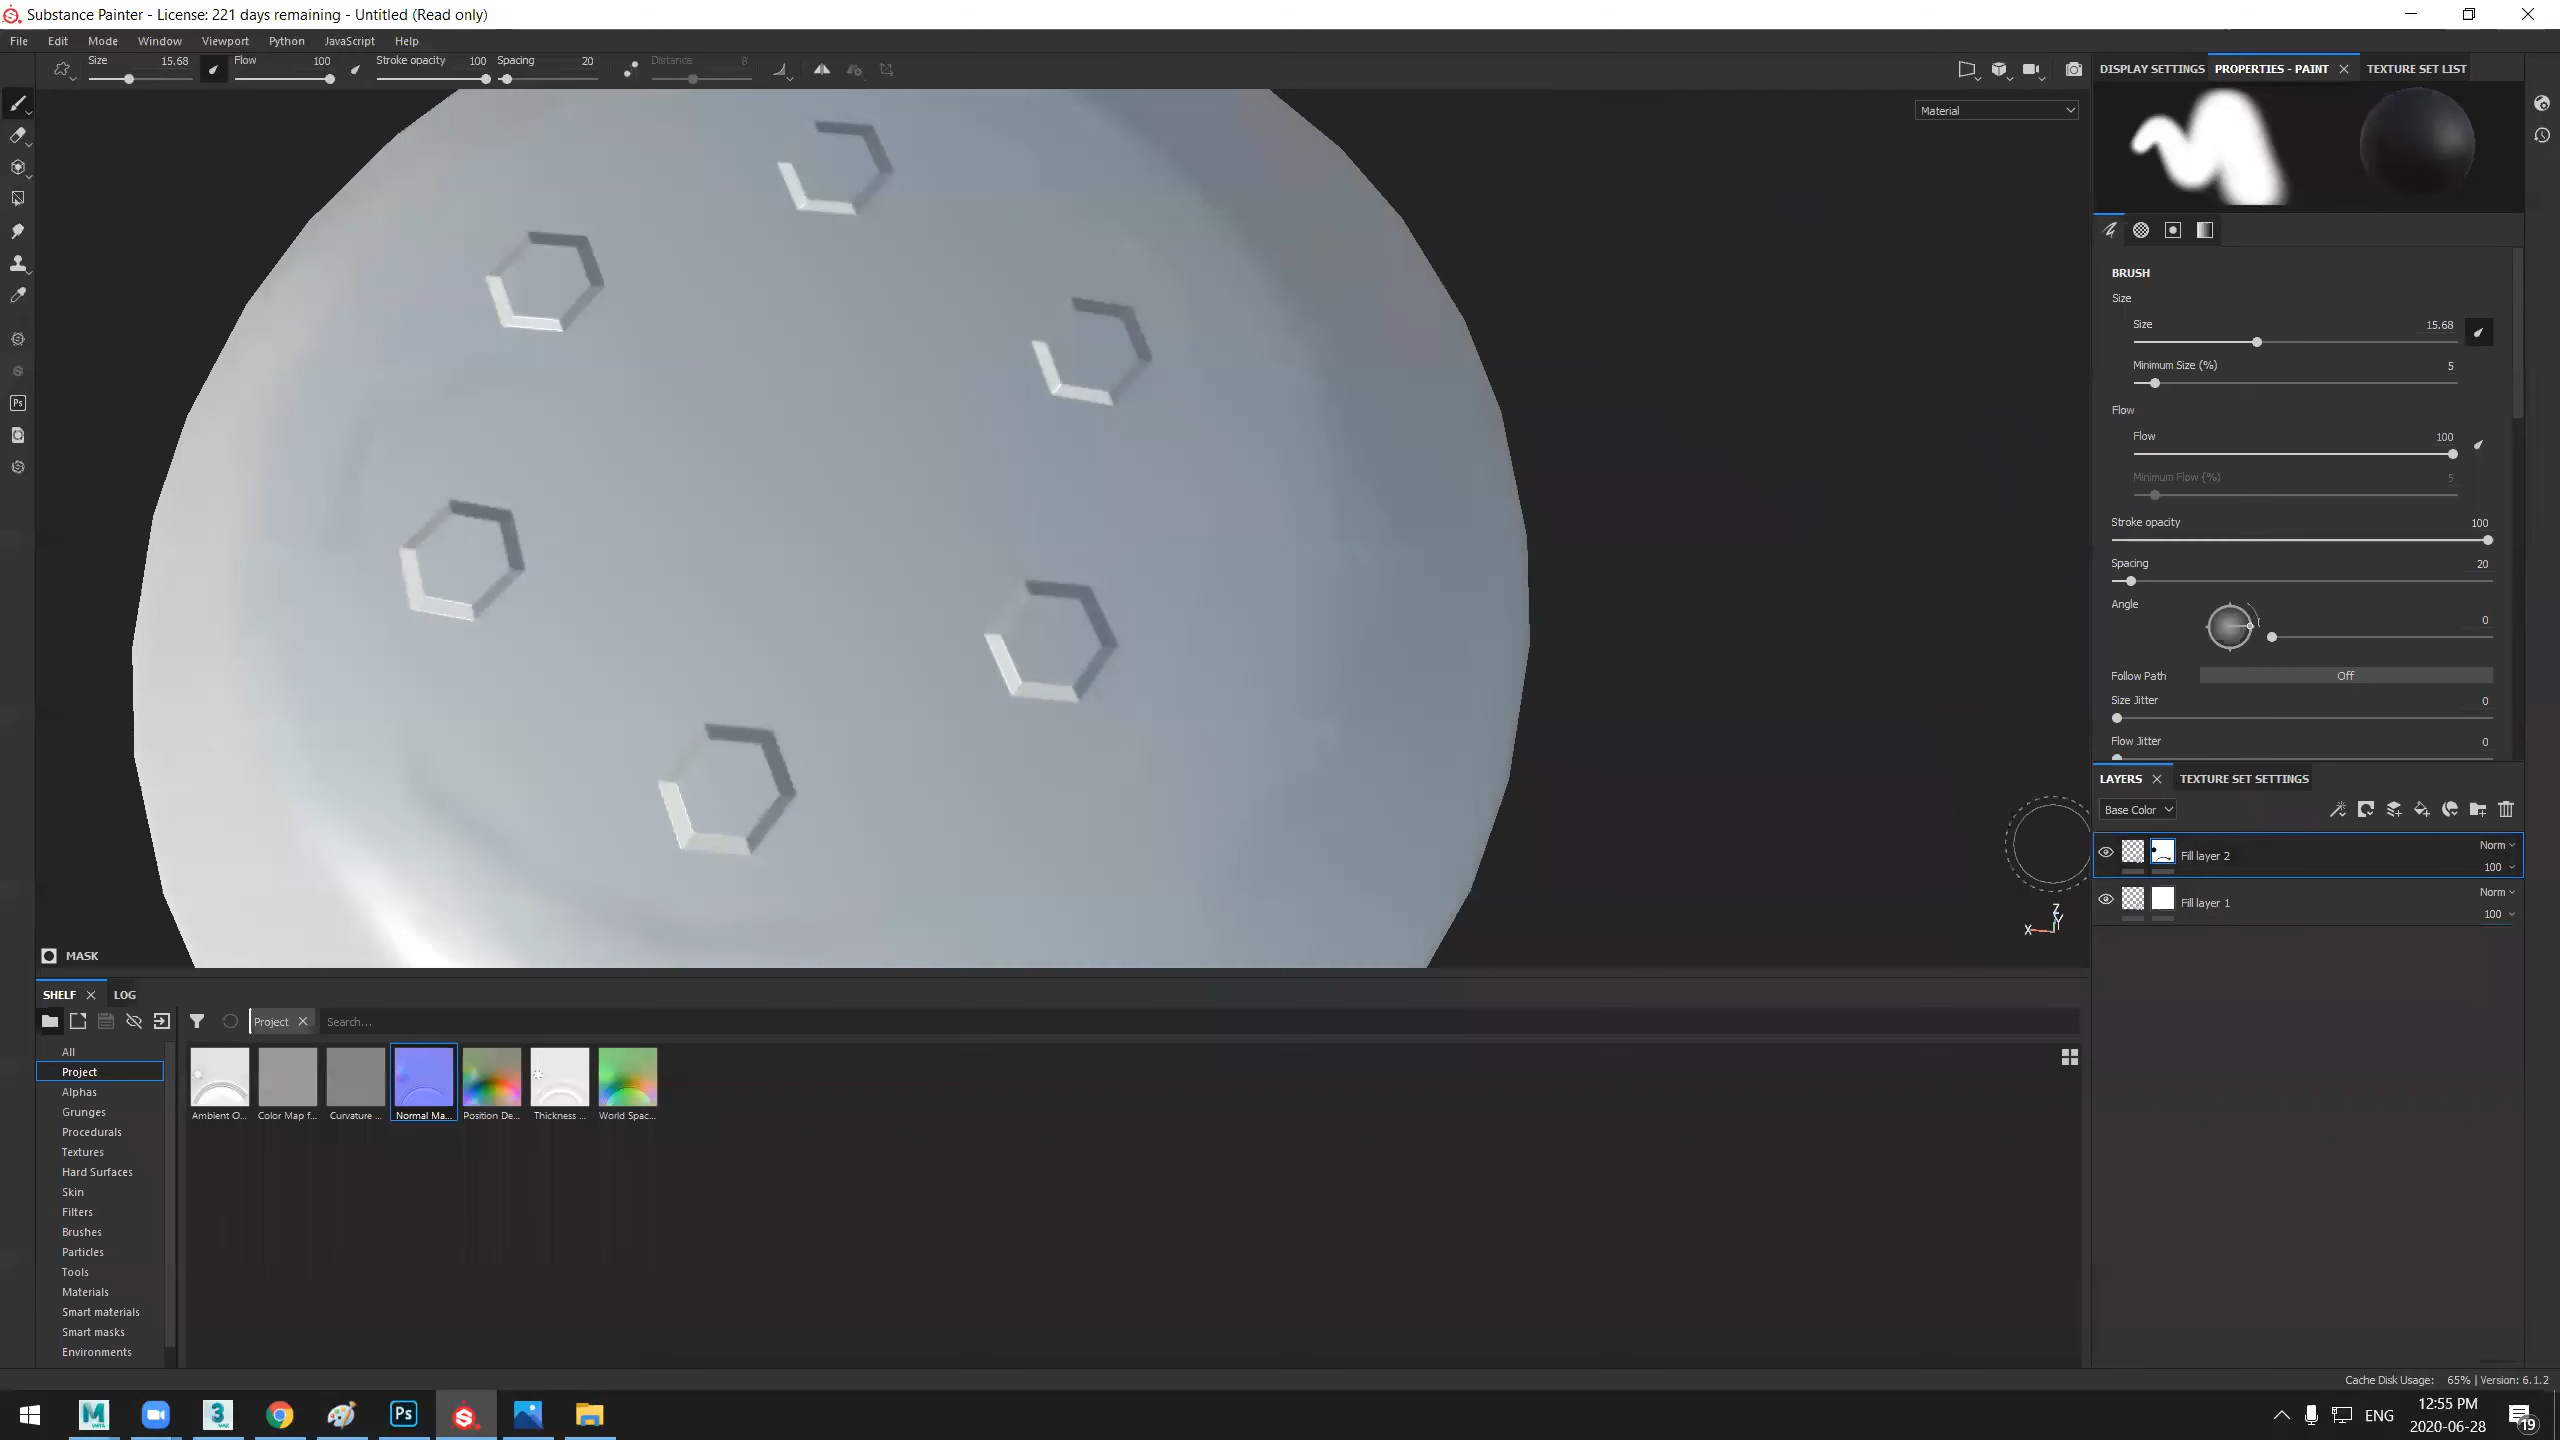 Substance Painter - License: 221 days remaining - Untitled (Read only)
File Edit Mode Window Viewport Python JavaScript Help
Size 15.68 Flow 100 Stroke opacity 100 Spacing 20 Distance 8
Material
DISPLAY SETTINGS PROPERTIES - PAINT TEXTURE SET LIST
BRUSH
Size
Size 15.68
Minimum Size (%) 5
Flow
Flow 100
Minimum Flow (%) 5
Stroke opacity 100
Spacing 20
Angle
0
Follow Path Off
Size Jitter 0
Flow Jitter 0
LAYERS TEXTURE SET SETTINGS
Base Color
Norm
Fill layer 2
100
Norm
Fill layer 1
100
Z
Y
X
MASK
SHELF LOG
Project Search...
All
Project
Alphas
Grunges
Procedurals
Textures
Hard Surfaces
Skin
Filters
Brushes
Particles
Tools
Materials
Smart materials
Smart masks
Environments
Ambient O... Color Map f... Curvature ... Normal Ma... Position De... Thickness ... World Spac...
Cache Disk Usage: 65% | Version: 6.1.2
M
3
Ps
Ps
ENG
12:55 PM
2020-06-28
19